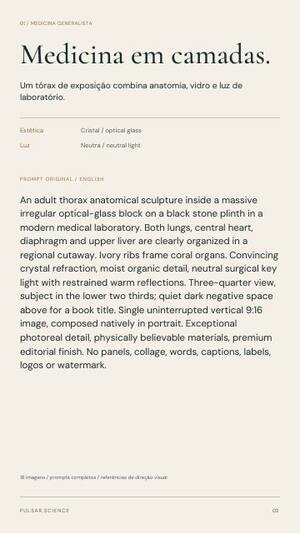 01 / MEDICINA GENERALISTA
Medicina em camadas.
Um tórax de exposição combina anatomia, vidro e luz de
laboratório.
Estética Cristal / optical glass
Luz Neutra / neutral light
PROMPT ORIGINAL / ENGLISH
An adult thorax anatomical sculpture inside a massive
irregular optical-glass block on a black stone plinth in a
modern medical laboratory. Both lungs, central heart,
diaphragm and upper liver are clearly organized in a
regional cutaway. Ivory ribs frame coral organs. Convincing
crystal refraction, moist organic detail, neutral surgical key
light with restrained warm reflections. Three-quarter view,
subject in the lower two thirds; quiet dark negative space
above for a book title. Single uninterrupted vertical 9:16
image, composed natively in portrait. Exceptional
photoreal detail, physically believable materials, premium
editorial finish. No panels, collage, words, captions, labels,
logos or watermark.
18 imagens / prompts completos / referências de direção visual
PULSAR.SCIENCE